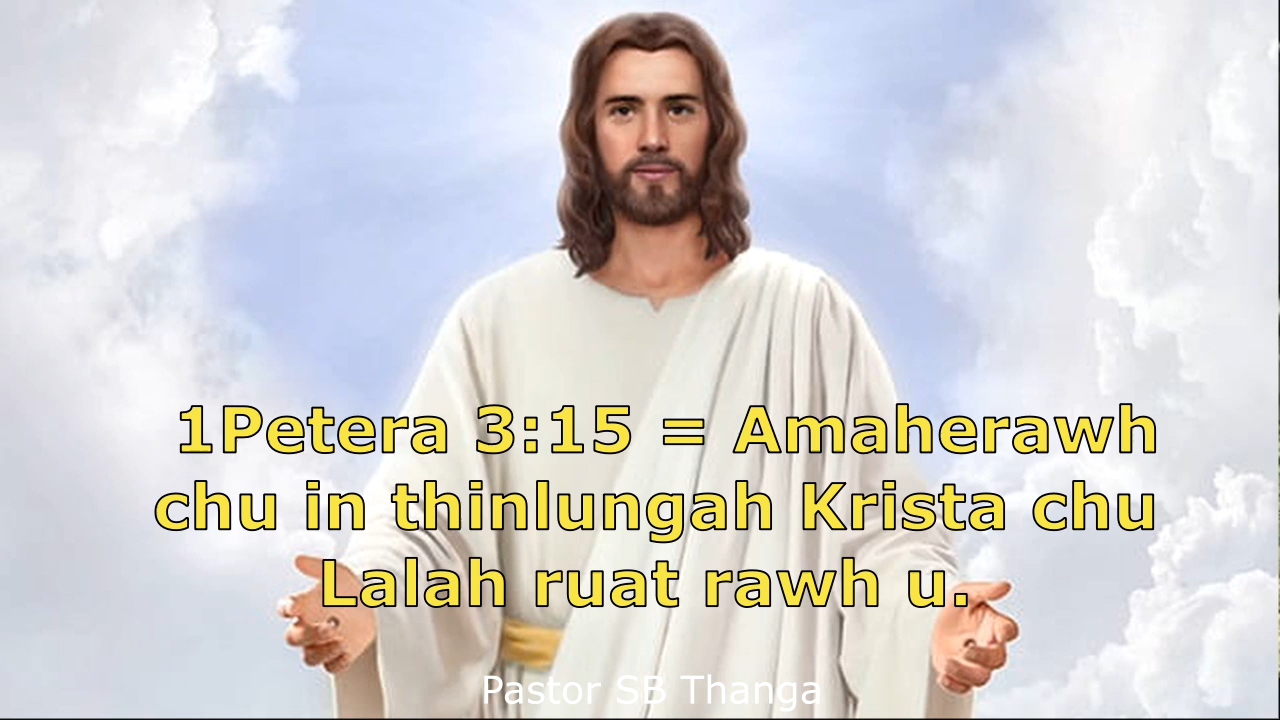 1Petera 3:15 = Amaherawh
chu in thinlungah Krista chu
Lalah ruat rawh u.
Pastor SB Thanga